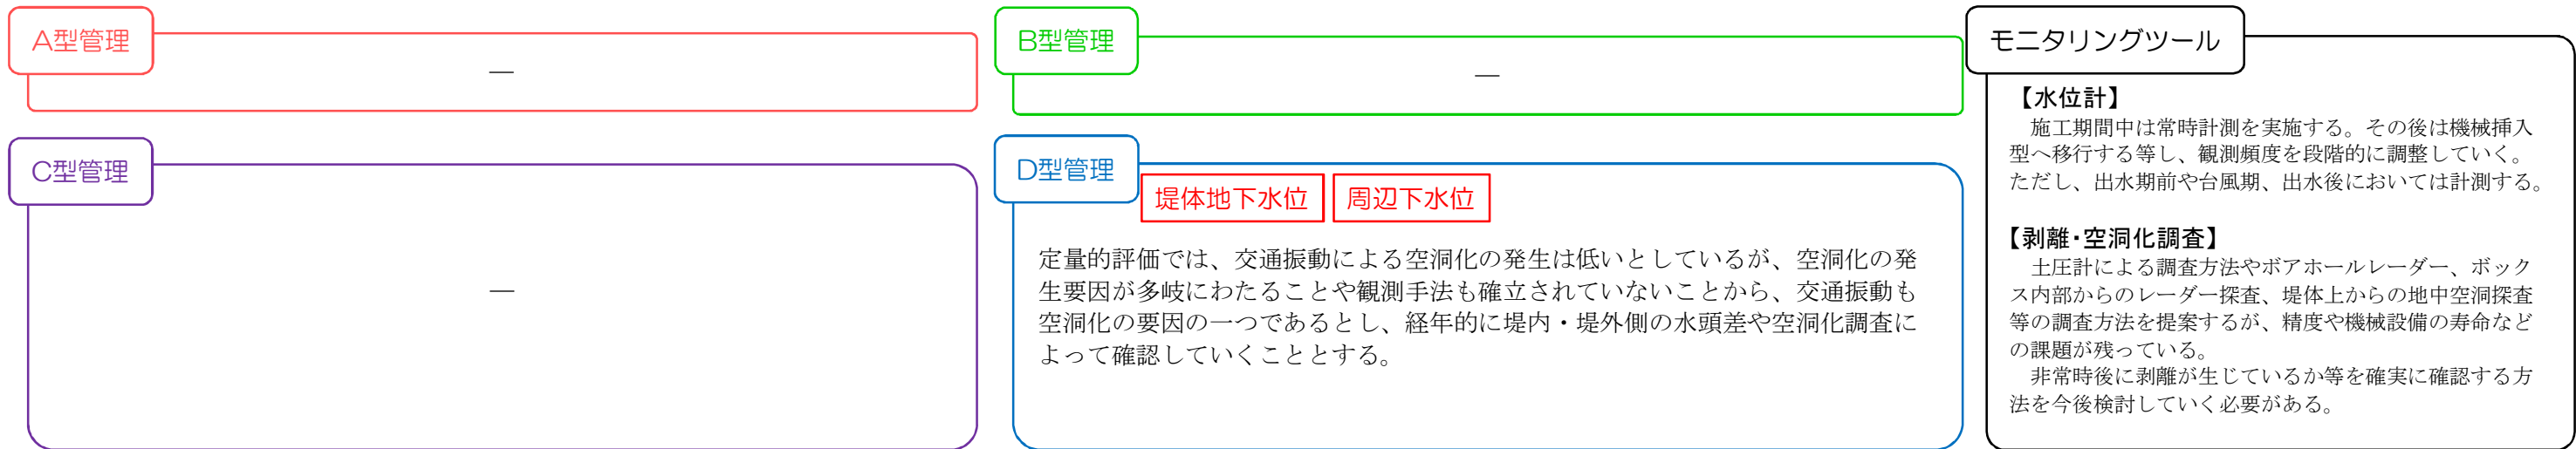 A型管理
―
B型管理
―
C型管理
―
D型管理
堤体地下水位
周辺下水位
定量的評価では、交通振動による空洞化の発生は低いとしているが、空洞化の発
生要因が多岐にわたることや観測手法も確立されていないことから、交通振動も
空洞化の要因の一つであるとし、経年的に堤内・堤外側の水頭差や空洞化調査に
よって確認していくこととする。
モニタリングツール
【水位計】
施工期間中は常時計測を実施する。その後は機械挿入
型へ移行する等し、観測頻度を段階的に調整していく。
ただし、出水期前や台風期、出水後においては計測する。
【剥離・空洞化調査】
土圧計による調査方法やボアホールレーダー、ボック
ス内部からのレーダー探査、堤体上からの地中空洞探査
等の調査方法を提案するが、精度や機械設備の寿命など
の課題が残っている。
非常時後に剥離が生じているか等を確実に確認する方
法を今後検討していく必要がある。